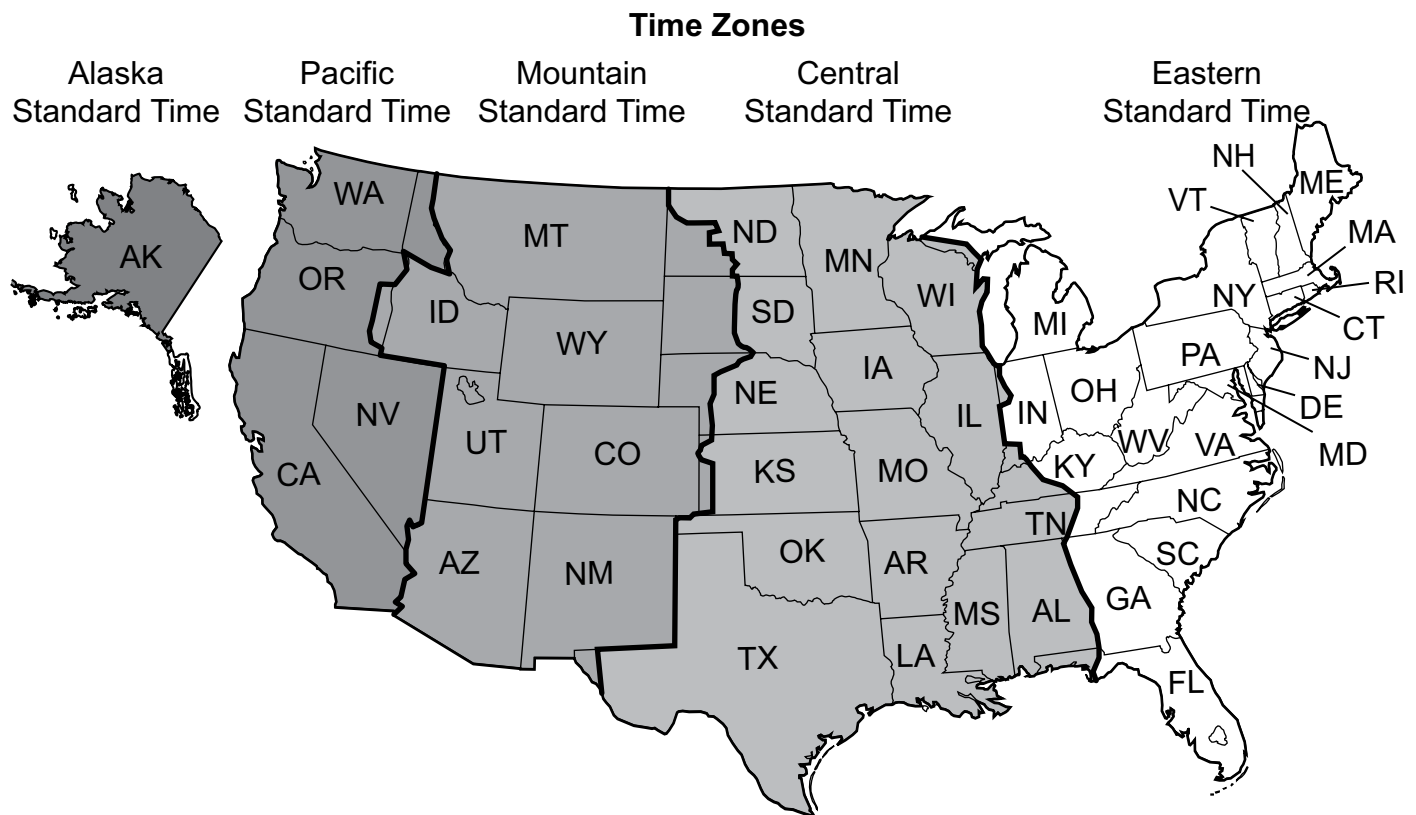 Time Zones
Alaska
Standard Time
Pacific
Standard Time
Mountain
Standard Time
Central
Standard Time
Eastern
Standard Time
NH
VT
ME
MA
RI
CT
NJ
DE
MD
WA
MT
ND
MN
AK
OR
ID
SD
WI
MI
NY
WY
IA
PA
NE
OH
NV
UT
IL
IN
CO
WV
VA
CA
KS
MO
KY
NC
AZ
NM
OK
AR
TN
SC
MS
AL
GA
TX
LA
FL